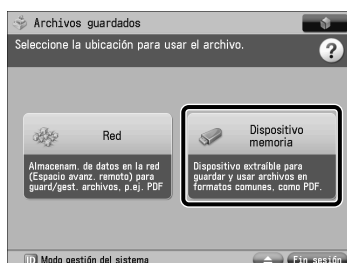 Archivos guardados
Seleccione la ubicación para usar el archivo.
?
Red
Almacenam. de datos en la red
(Espacio avanz. remoto) para
guard/gest. archivos, p.ej. PDF
Dispositivo
memoria
Dispositivo extraíble para
guardar y usar archivos en
formatos comunes, como PDF.
ID Modo gestión del sistema
Fin sesión